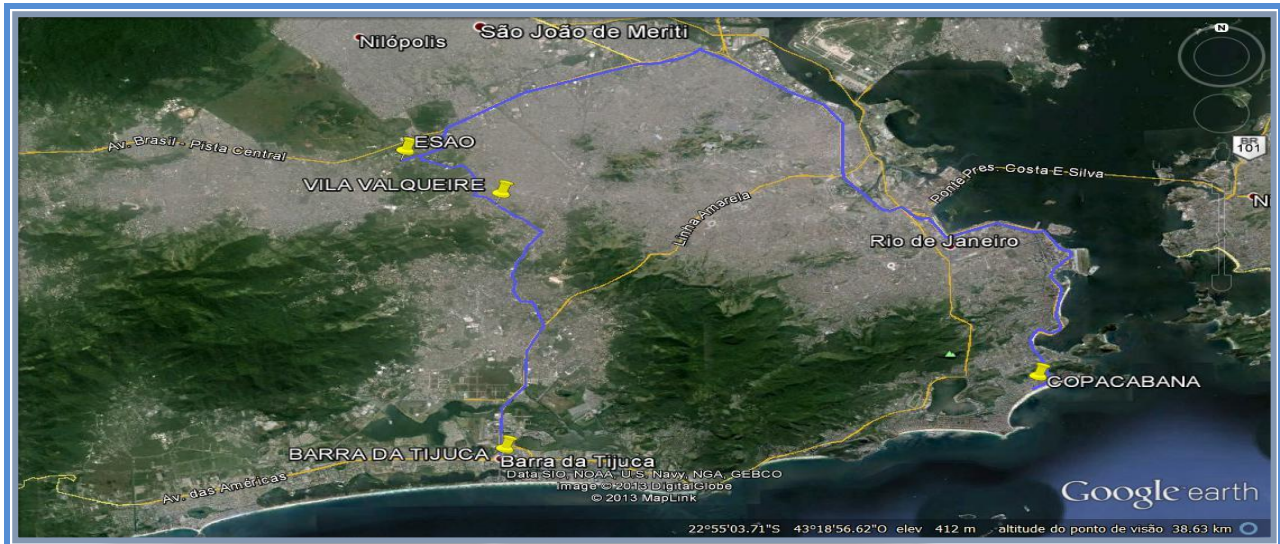 N
São João de Meriti
Nilópolis
Av. Brasil - Pista Central
ESAO
BR
101
VILA VALQUEIRE
Ponte Pres. Costa E Silva
Linha Amarela
Rio de Janeiro
COPACABANA
BARRA DA TIJUCA
Barra da Tijuca
Data SIO, NOAA, U.S. Navy, NGA, GEBCO
Image © 2013 DigitalGlobe
© 2013 MapLink
Av. das Américas
Google earth
22°55'03.71"S 43°18'56.62"O elev 412 m altitude do ponto de visão 38.63 km